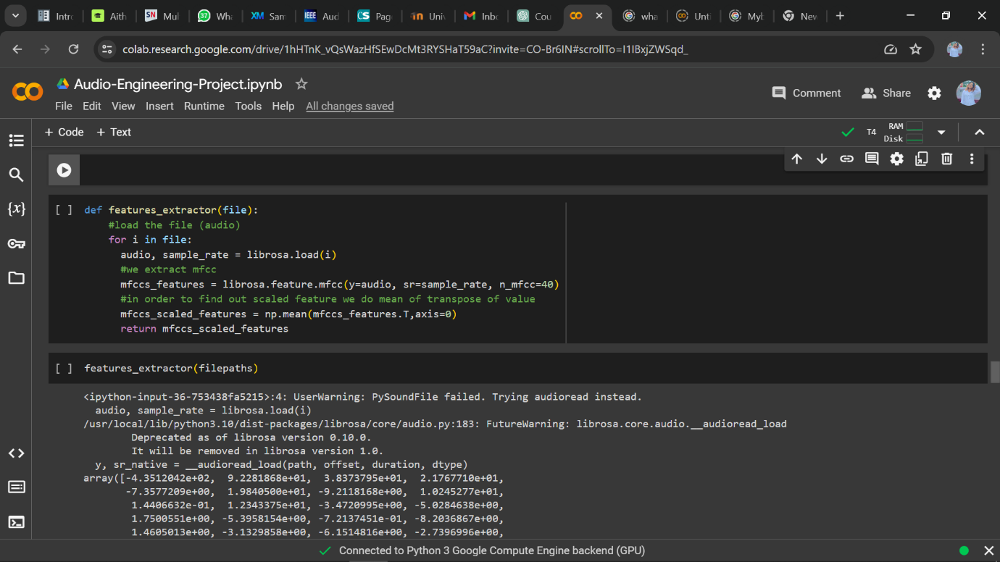 Intro
Aith
SN Mul
37 Wha
XM Sam
IEEE Aud
CS Page
Univ
Inbo
Cou
wha
Unti
Myb
New
colab.research.google.com/drive/1hHTnK_vQsWazHfSEwDcMt3RYSHaT59aC?invite=CO-Br6IN#scrollTo=I1IBxjZWSqd_
Audio-Engineering-Project.ipynb
Comment
Share
File Edit View Insert Runtime Tools Help All changes saved
+ Code + Text
T4
RAM
Disk
[ ] def features_extractor(file):
#load the file (audio)
for i in file:
audio, sample_rate = librosa.load(i)
#we extract mfcc
mfccs_features = librosa.feature.mfcc(y=audio, sr=sample_rate, n_mfcc=40)
#in order to find out scaled feature we do mean of transpose of value
mfccs_scaled_features = np.mean(mfccs_features.T,axis=0)
return mfccs_scaled_features
[ ] features_extractor(filepaths)
<ipython-input-36-753438fa5215>:4: UserWarning: PySoundFile failed. Trying audioread instead.
audio, sample_rate = librosa.load(i)
/usr/local/lib/python3.10/dist-packages/librosa/core/audio.py:183: FutureWarning: librosa.core.audio.__audioread_load
Deprecated as of librosa version 0.10.0.
It will be removed in librosa version 1.0.
y, sr_native = __audioread_load(path, offset, duration, dtype)
array([-4.3512042e+02, 9.2281868e+01, 3.8373795e+01, 2.1767710e+01,
-7.3577209e+00, 1.9840500e+01, -9.2118168e+00, 1.0245277e+01,
1.4406632e-01, 1.2343375e+01, -3.4720995e+00, -5.0284638e+00,
1.7500551e+00, -5.3958154e+00, -7.2137451e-01, -8.2036867e+00,
1.4605013e+00, -3.1329858e+00, -6.1514816e+00, -2.7396996e+00,
Connected to Python 3 Google Compute Engine backend (GPU)